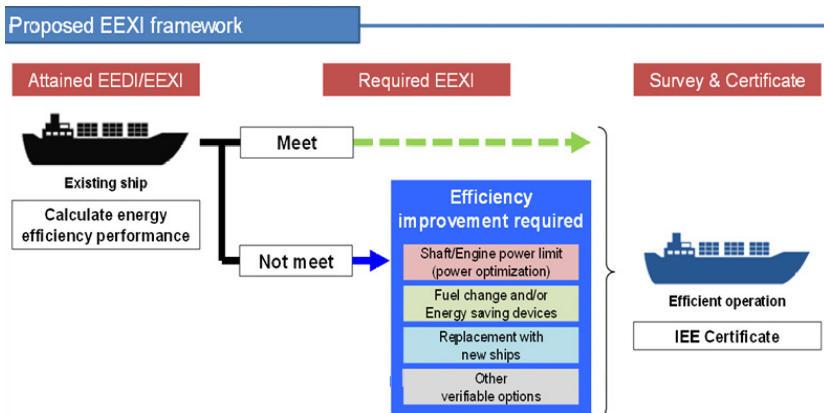 Proposed EEXI framework
Attained EEDI/EEXI
Required EEXI
Survey & Certificate
Existing ship
Calculate energy
efficiency performance
Meet
Not meet
Efficiency
improvement required
Shaft/Engine power limit
(power optimization)
Fuel change and/or
Energy saving devices
Replacement with
new ships
Other
verifiable options
Efficient operation
IEE Certificate